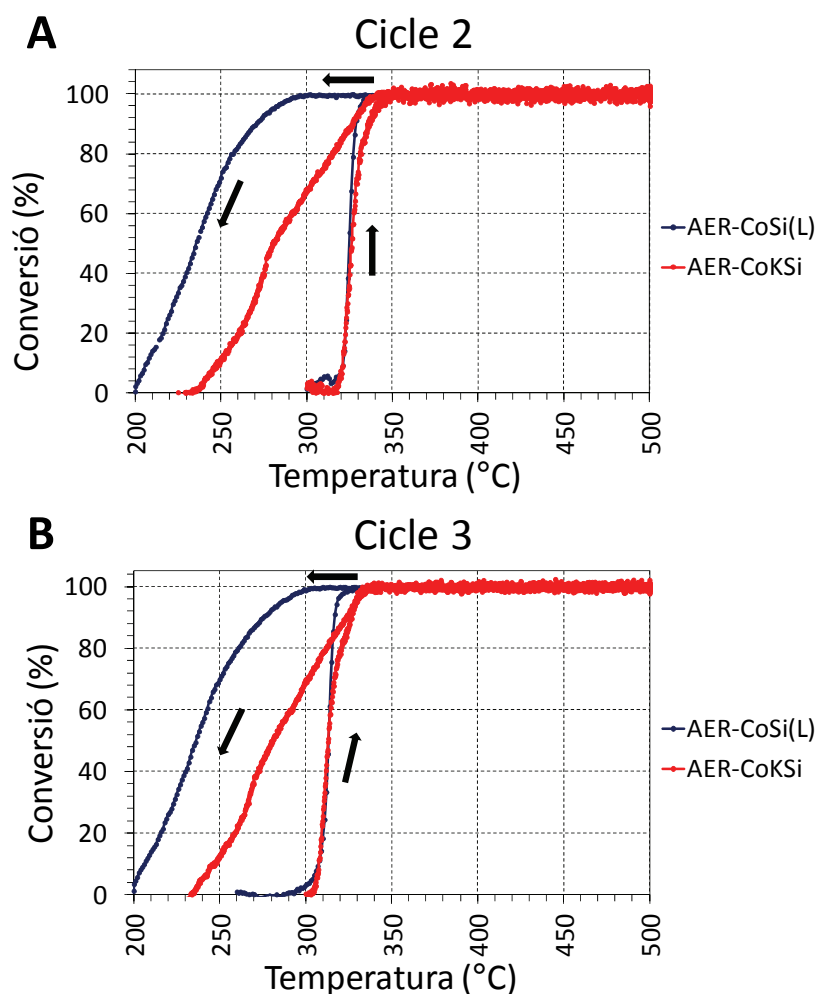 A
Cicle 2
100
80
60
40
20
0
Conversió (%)
200
250
300
350
400
450
500
Temperatura (°C)
AER-CoSi(L)
AER-CoKSi
B
Cicle 3
100
80
60
40
20
0
Conversió (%)
200
250
300
350
400
450
500
Temperatura (°C)
AER-CoSi(L)
AER-CoKSi